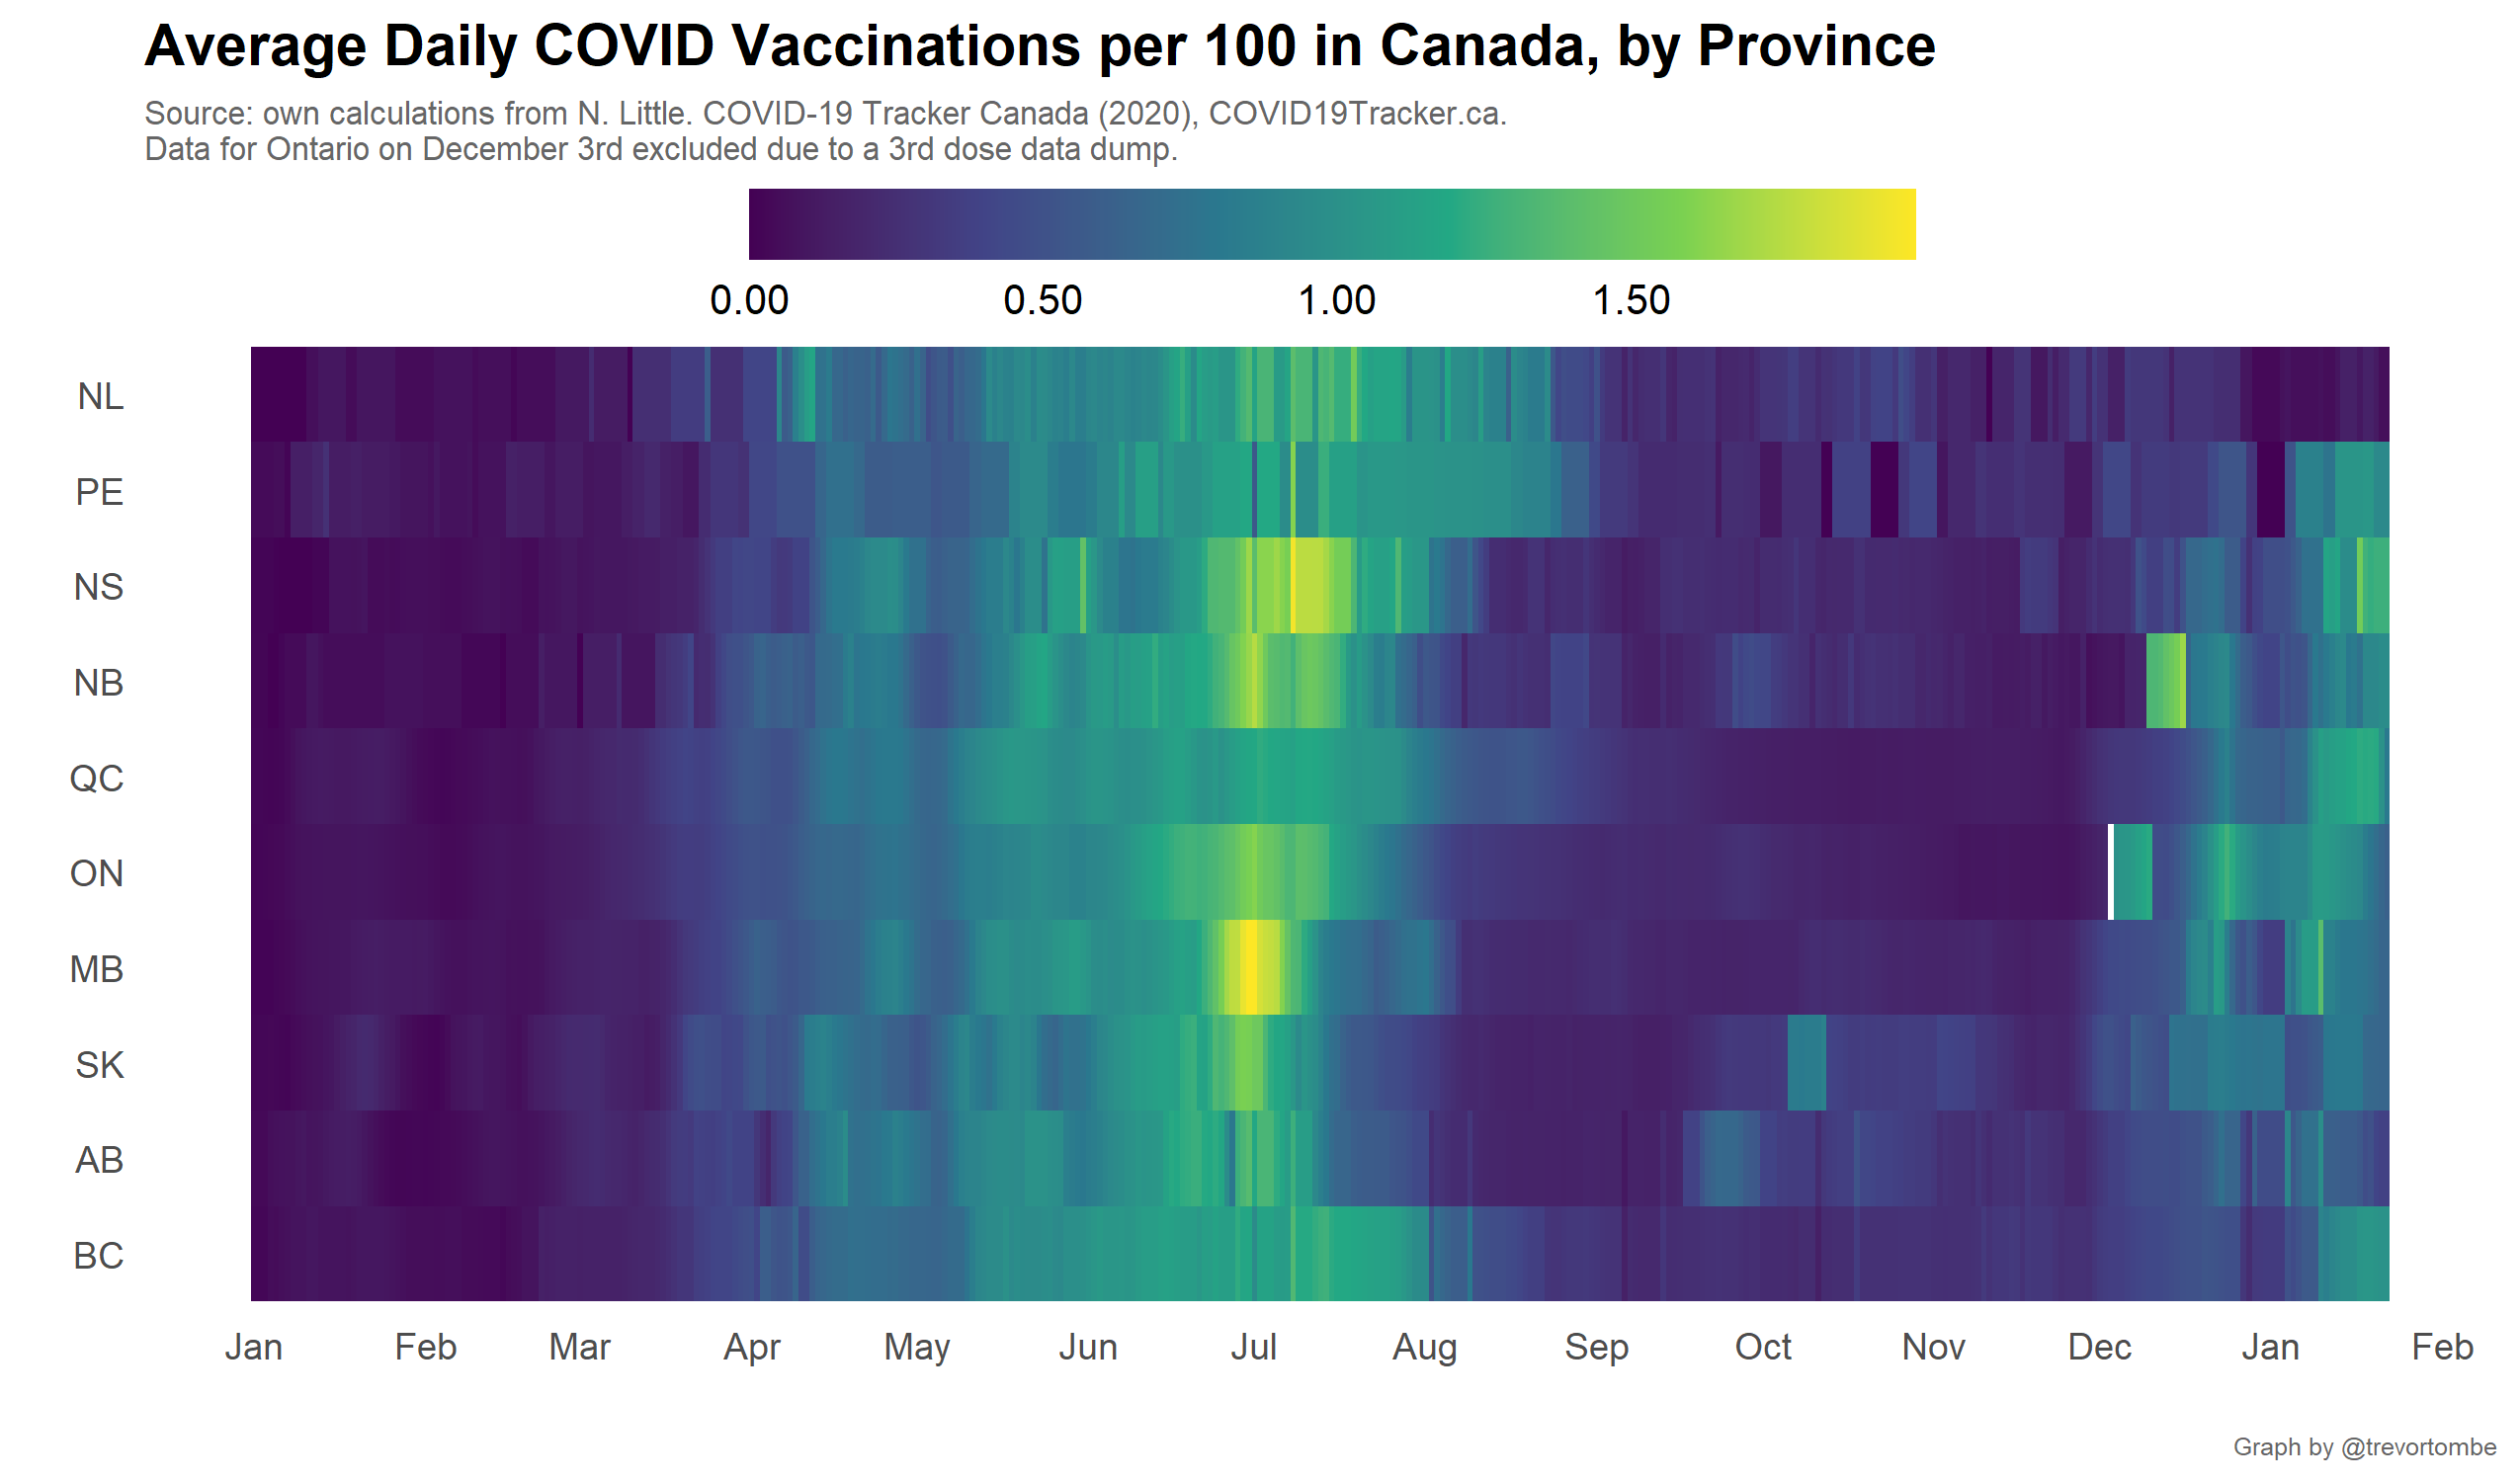 Average Daily COVID Vaccinations per 100 in Canada, by Province
Source: own calculations from N. Little. COVID-19 Tracker Canada (2020), COVID19Tracker.ca.
Data for Ontario on December 3rd excluded due to a 3rd dose data dump.
0.00 0.50 1.00 1.50
NL
PE
NS
NB
QC
ON
MB
SK
AB
BC
Jan Feb Mar Apr May Jun Jul Aug Sep Oct Nov Dec Jan Feb
Graph by @trevortombe